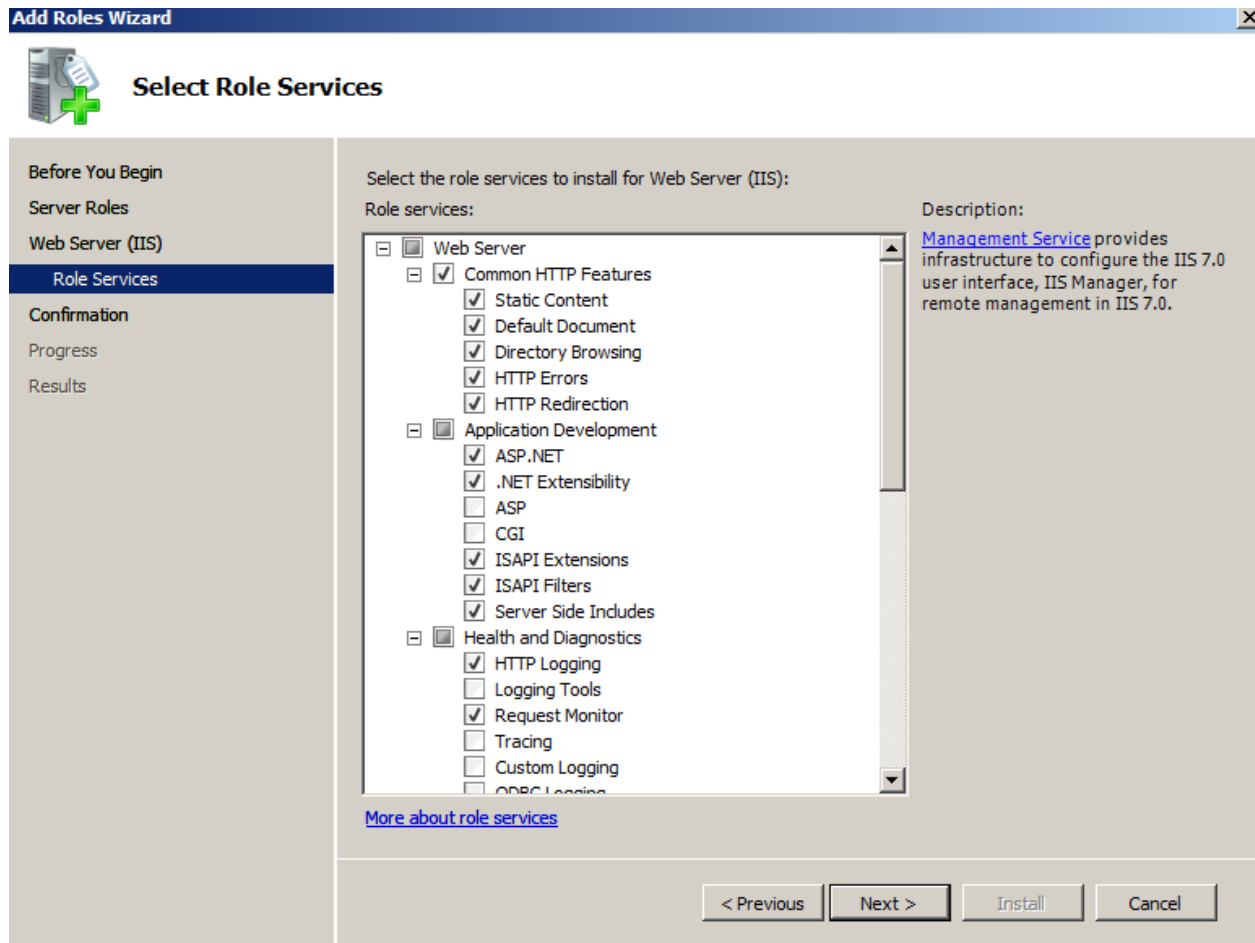 Add Roles Wizard
Select Role Services
Before You Begin
Server Roles
Web Server (IIS)
Role Services
Confirmation
Progress
Results
Select the role services to install for Web Server (IIS):
Role services:
Web Server
Common HTTP Features
Static Content
Default Document
Directory Browsing
HTTP Errors
HTTP Redirection
Application Development
ASP.NET
.NET Extensibility
ASP
CGI
ISAPI Extensions
ISAPI Filters
Server Side Includes
Health and Diagnostics
HTTP Logging
Logging Tools
Request Monitor
Tracing
Custom Logging
ODBC Logging
More about role services
Description:
Management Service provides
infrastructure to configure the IIS 7.0
user interface, IIS Manager, for
remote management in IIS 7.0.
< Previous
Next >
Install
Cancel